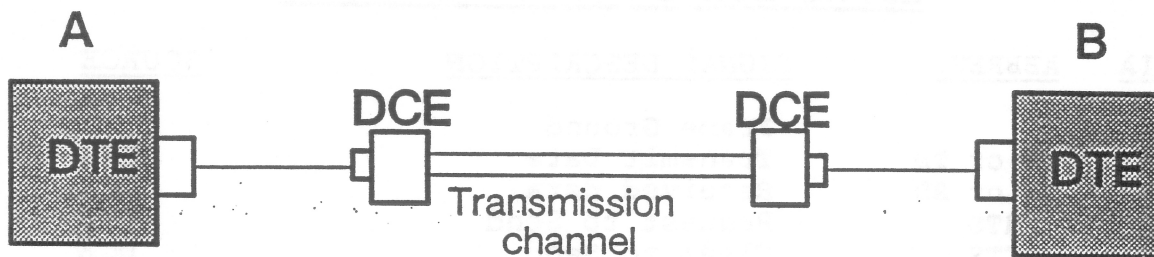 A
B
DCE
DCE
DTE
DTE
Transmission
channel